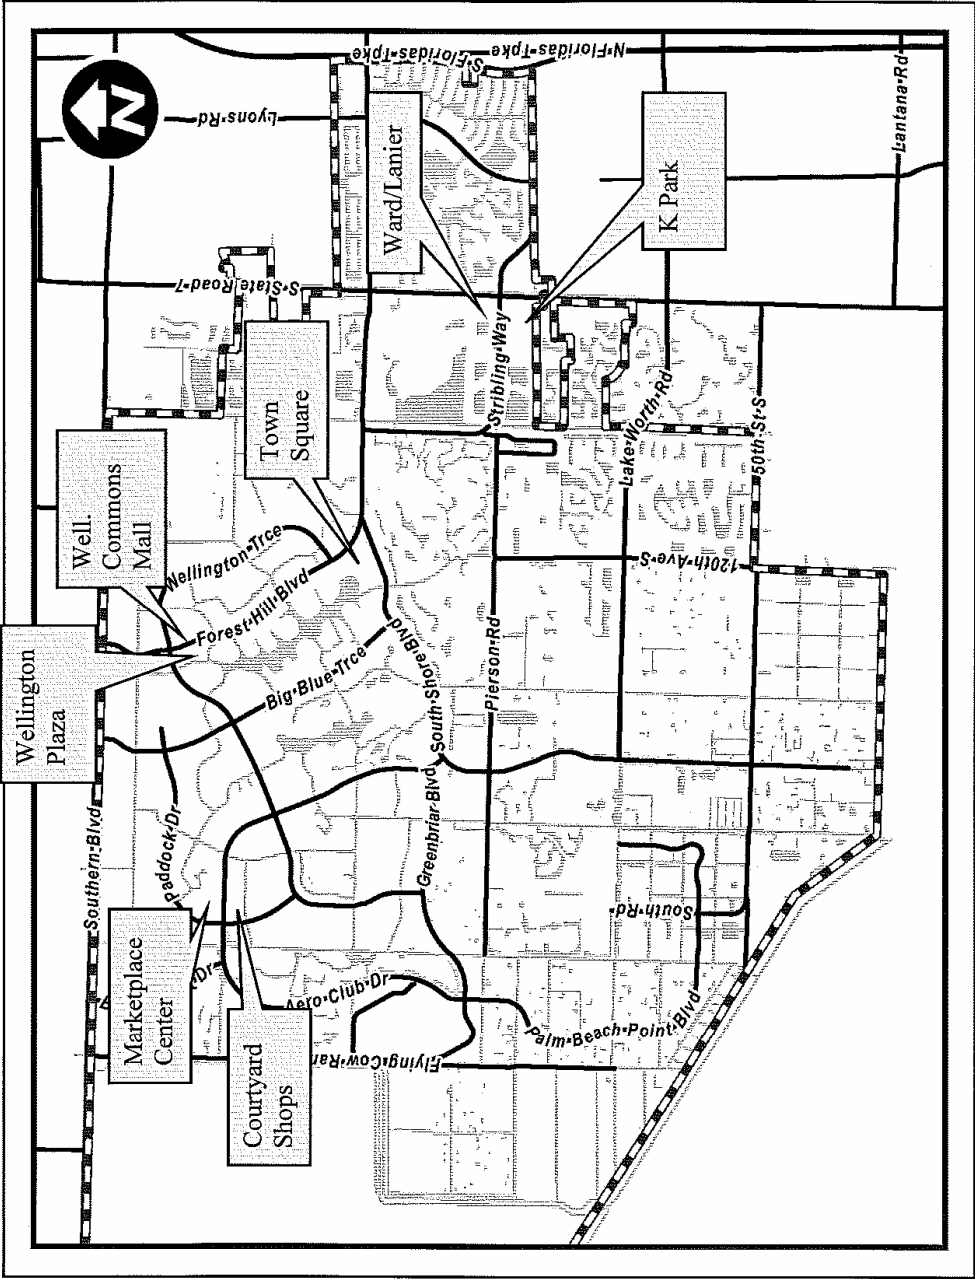 N
Wellington
Plaza
Well.
Commons
Mall
Town
Square
Ward/Lanier
K Park
Marketplace
Center
Courtyard
Shops
Southern Blvd
Paddock Dr
Dr
Aero Club Dr
Flying Cow Ran
Palm Beach Point Blvd
South Rd
Greenbriar Blvd
South Shore Blvd
Big Blue Trce
Forest Hill Blvd
Wellington Trce
Pierson Rd
120th Ave S
Lake Worth Rd
50th St S
Stribling Way
S State Road 7
Lyons Rd
S Floridas Tpke
N Floridas Tpke
Lantana Rd